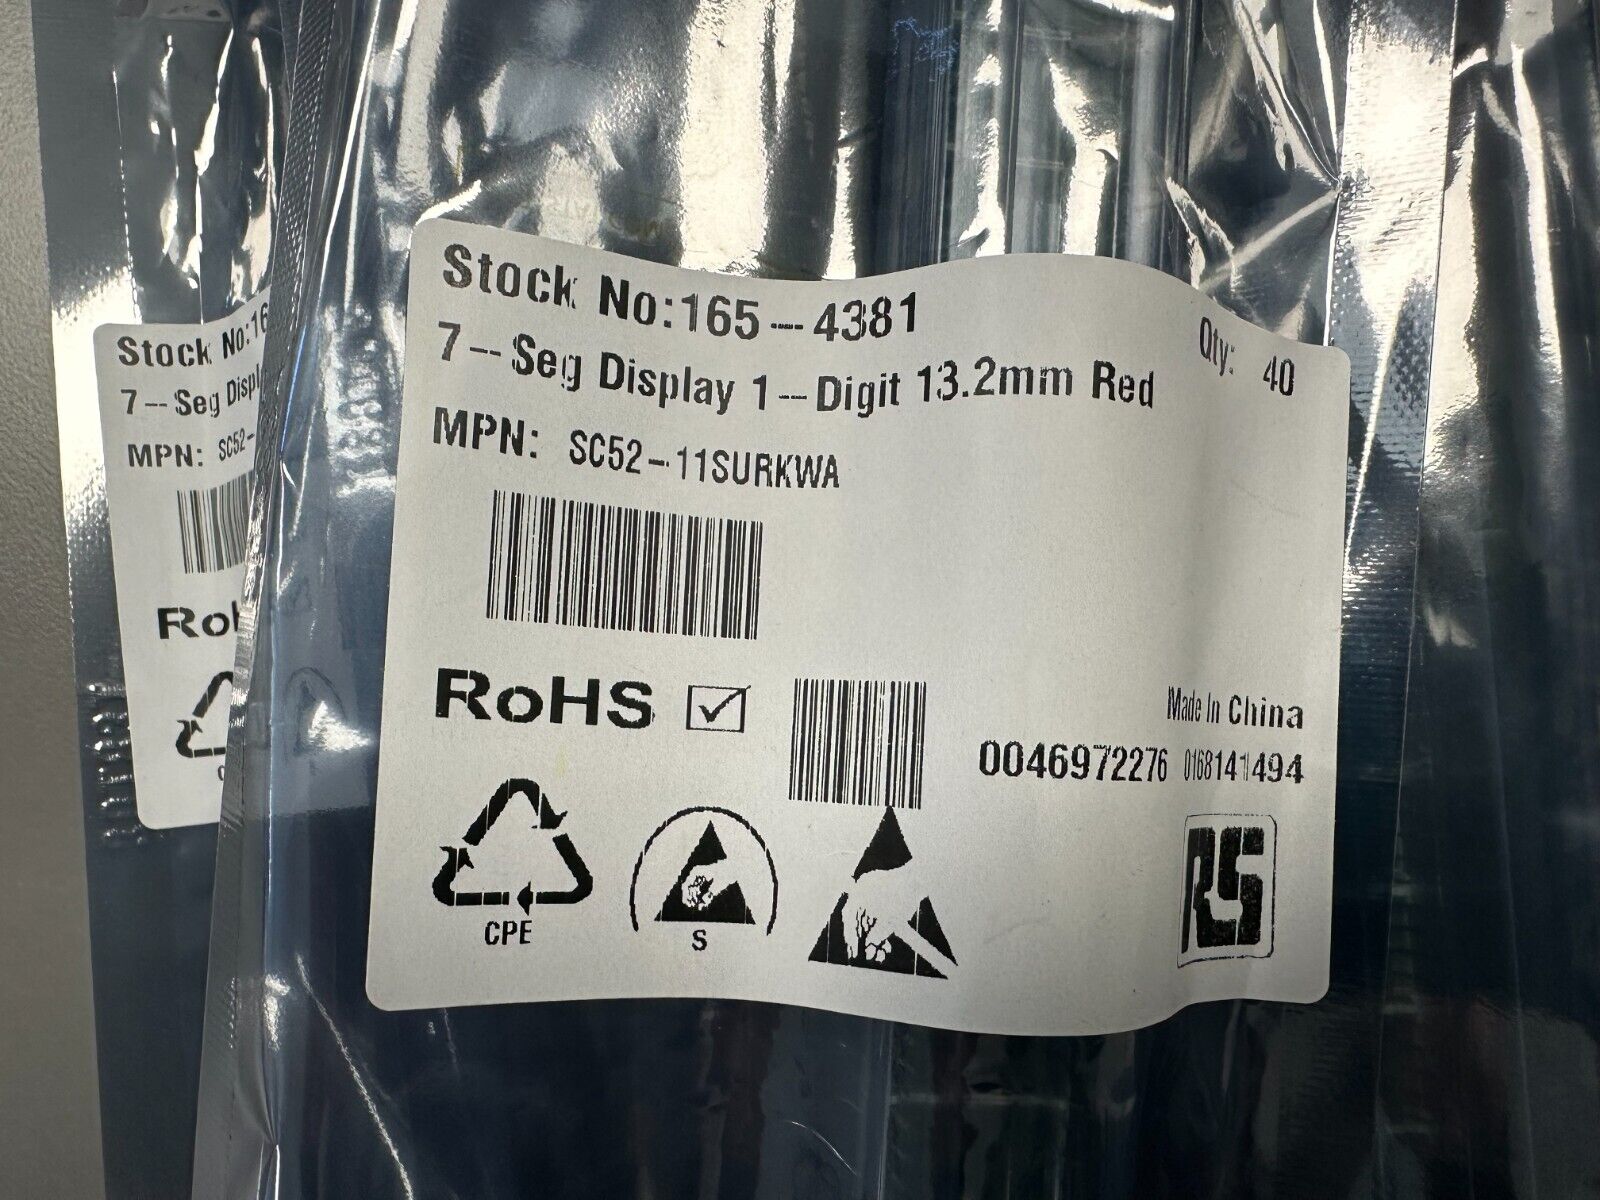 Stock No:165-4381
Qty: 40
7-Seg Display 1-Digit 13.2mm Red
MPN: SC52-11SURKWA
RoHS
Made In China
0046972276 0168141494
CPE
S
RS
Stock No:16
7-Seg Displ
MPN: SC52-
RoH